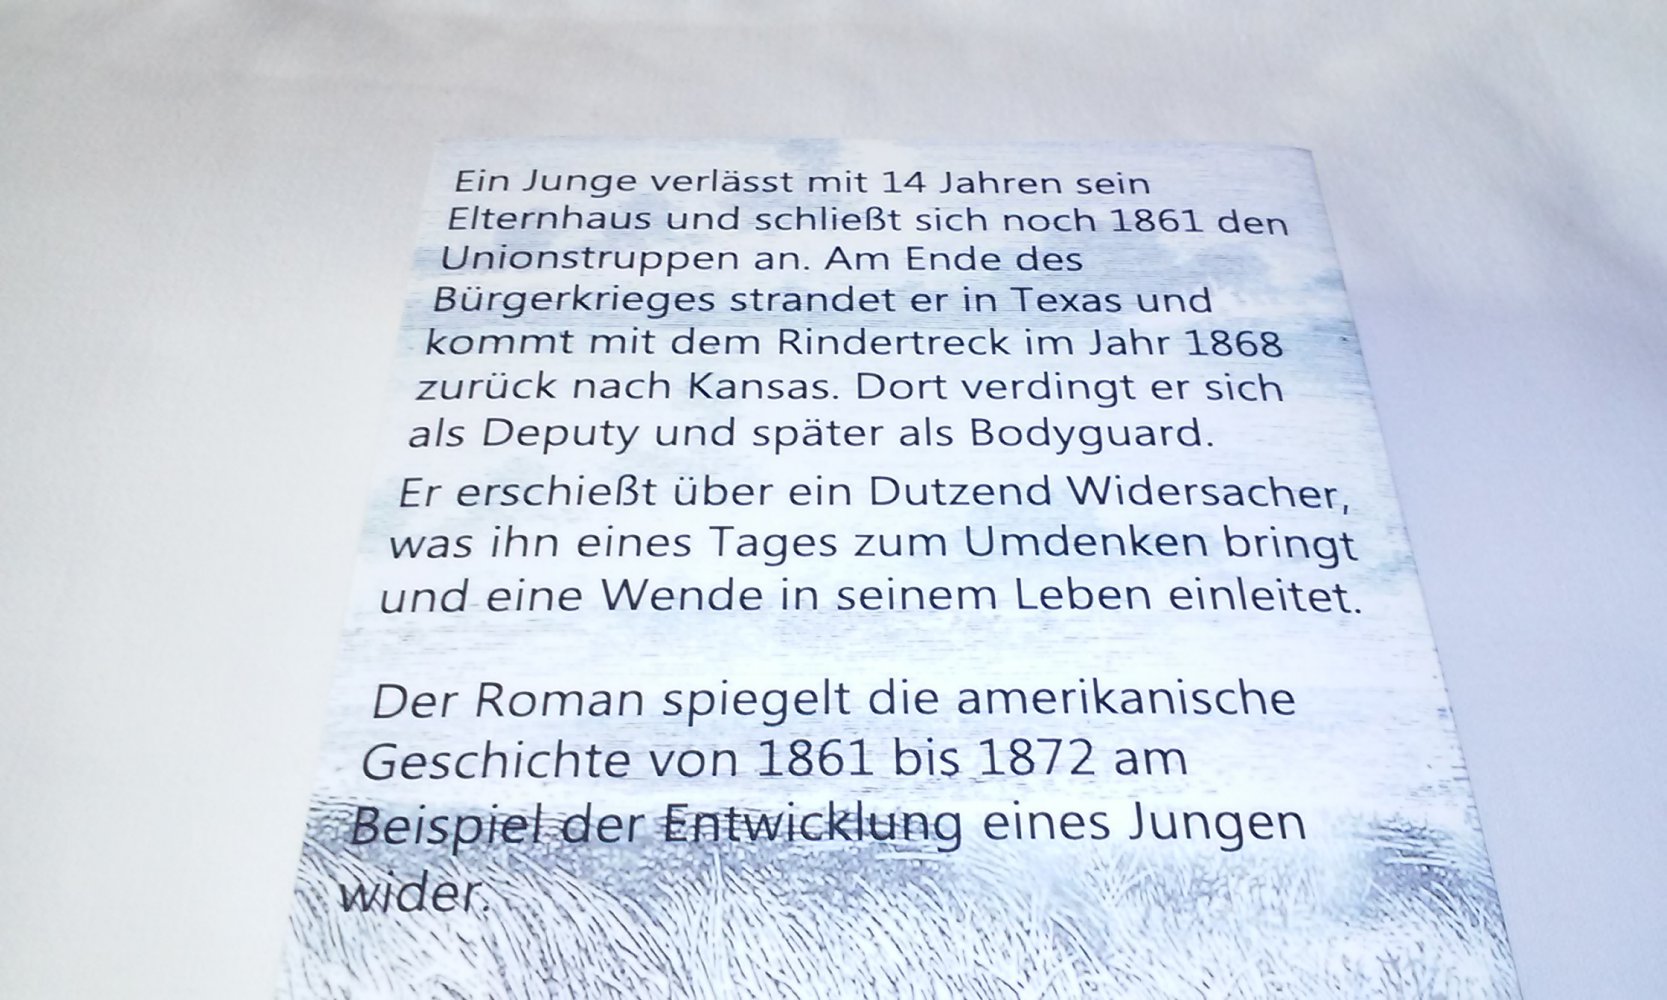 Ein Junge verlässt mit 14 Jahren sein
Elternhaus und schließt sich noch 1861 den
Unionstruppen an. Am Ende des
Bürgerkrieges strandet er in Texas und
kommt mit dem Rindertreck im Jahr 1868
zurück nach Kansas. Dort verdingt er sich
als Deputy und später als Bodyguard.
Er erschießt über ein Dutzend Widersacher,
was ihn eines Tages zum Umdenken bringt
und eine Wende in seinem Leben einleitet.
Der Roman spiegelt die amerikanische
Geschichte von 1861 bis 1872 am
Beispiel der Entwicklung eines Jungen
wider.